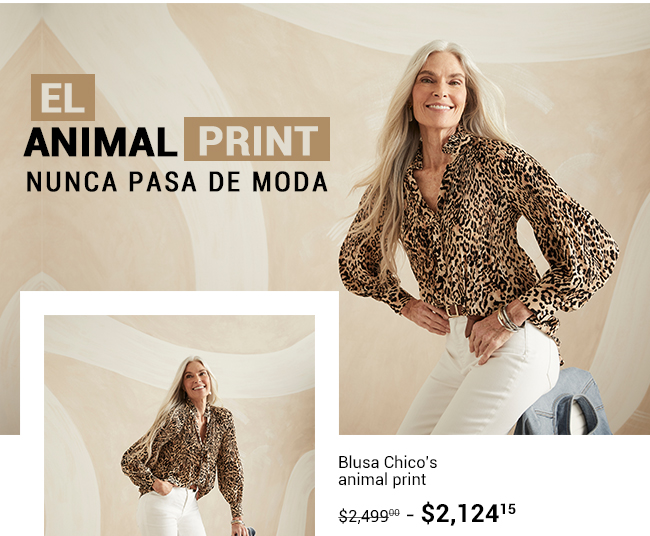 EL
ANIMAL PRINT
NUNCA PASA DE MODA
Blusa Chico's
animal print
$2,499⁰⁰ - $2,124¹⁵